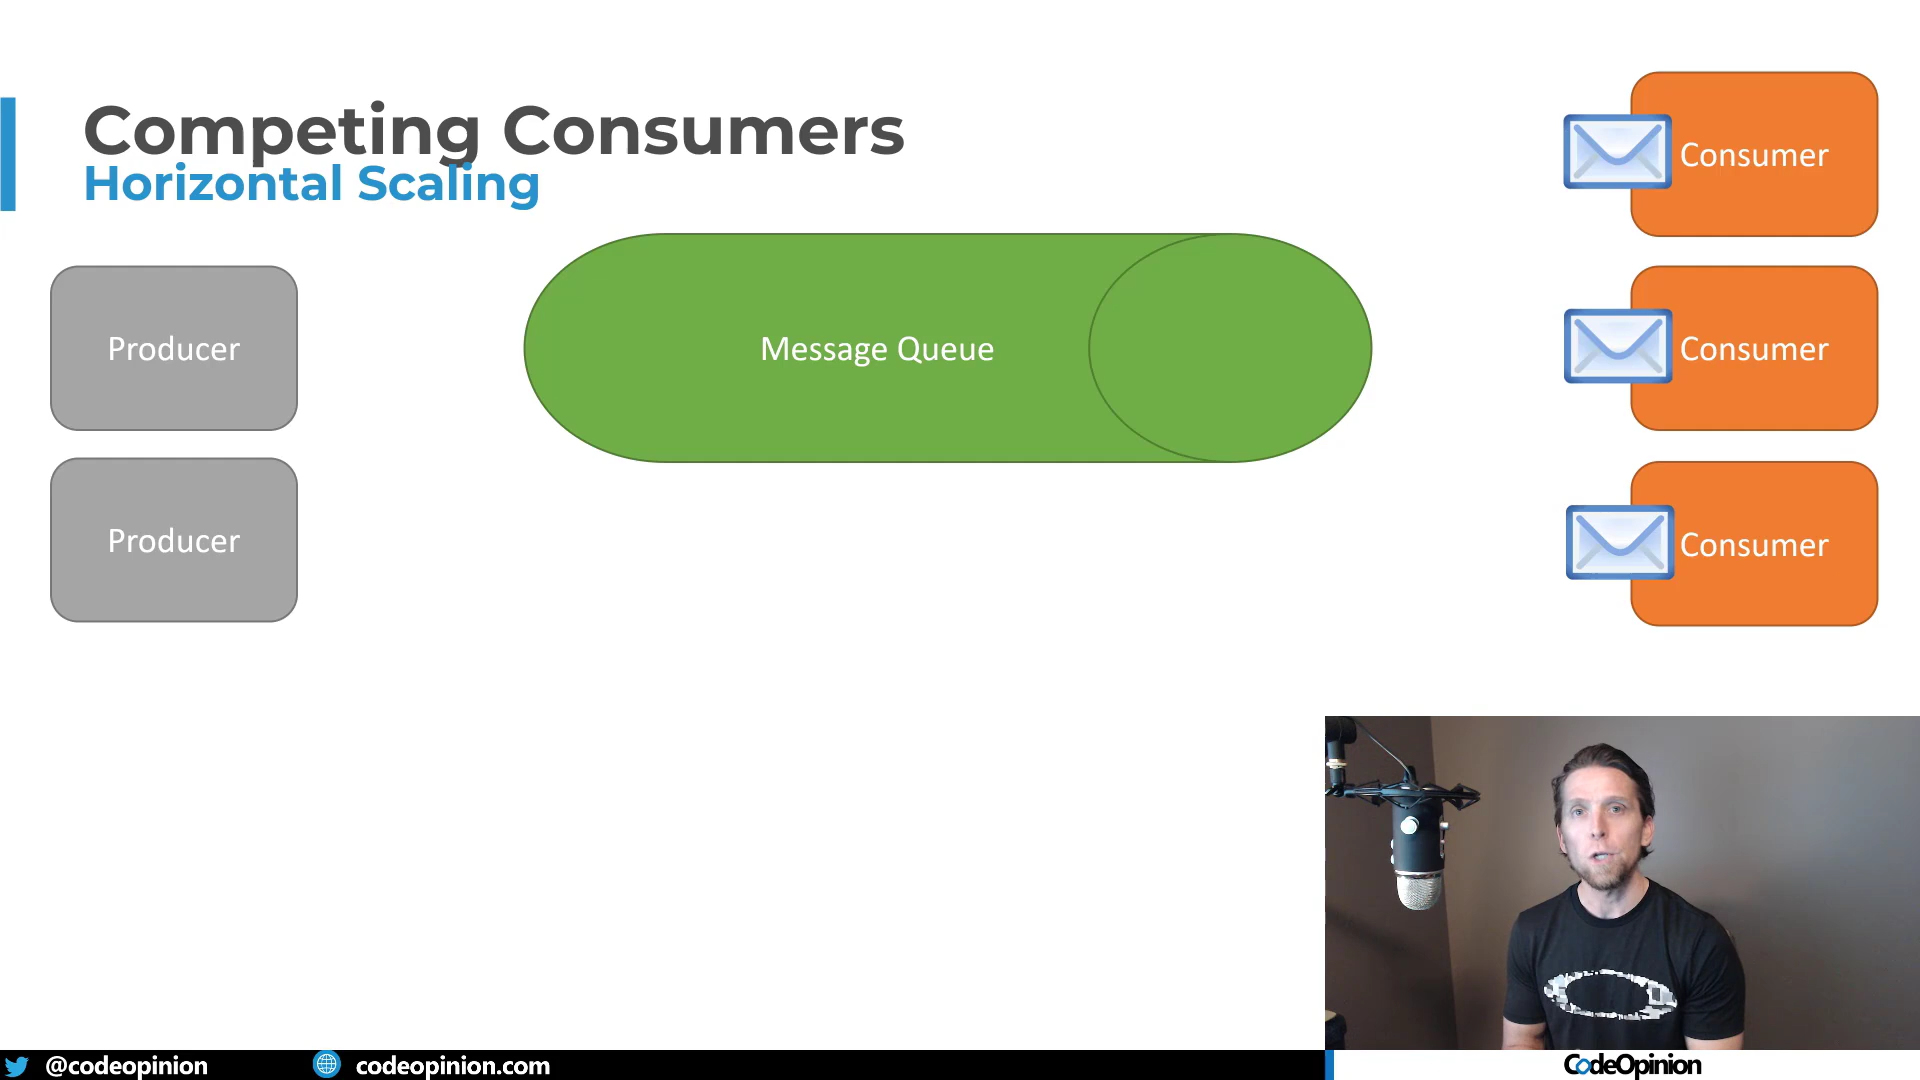 Competing Consumers
Horizontal Scaling
Producer
Producer
Message Queue
Consumer
Consumer
Consumer
@codeopinion
codeopinion.com
CodeOpinion